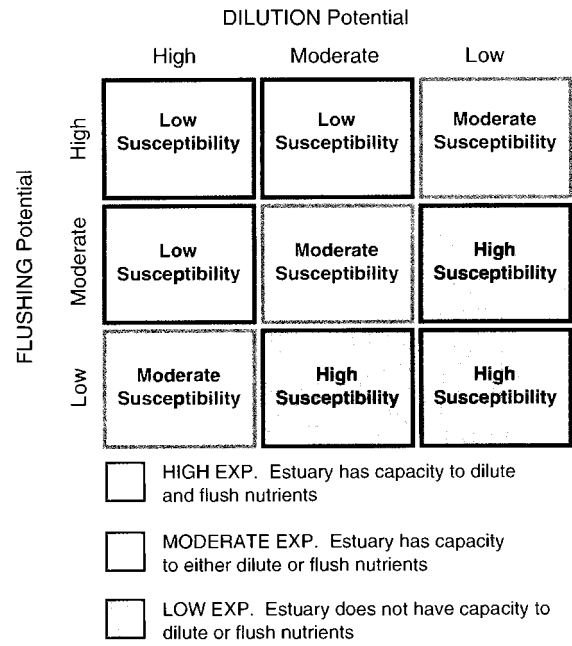 DILUTION Potential
High Moderate Low
FLUSHING Potential
High
Low
Susceptibility
Low
Susceptibility
Moderate
Susceptibility
Moderate
Low
Susceptibility
Moderate
Susceptibility
High
Susceptibility
Low
Moderate
Susceptibility
High
Susceptibility
High
Susceptibility
HIGH EXP. Estuary has capacity to dilute
and flush nutrients
MODERATE EXP. Estuary has capacity
to either dilute or flush nutrients
LOW EXP. Estuary does not have capacity to
dilute or flush nutrients